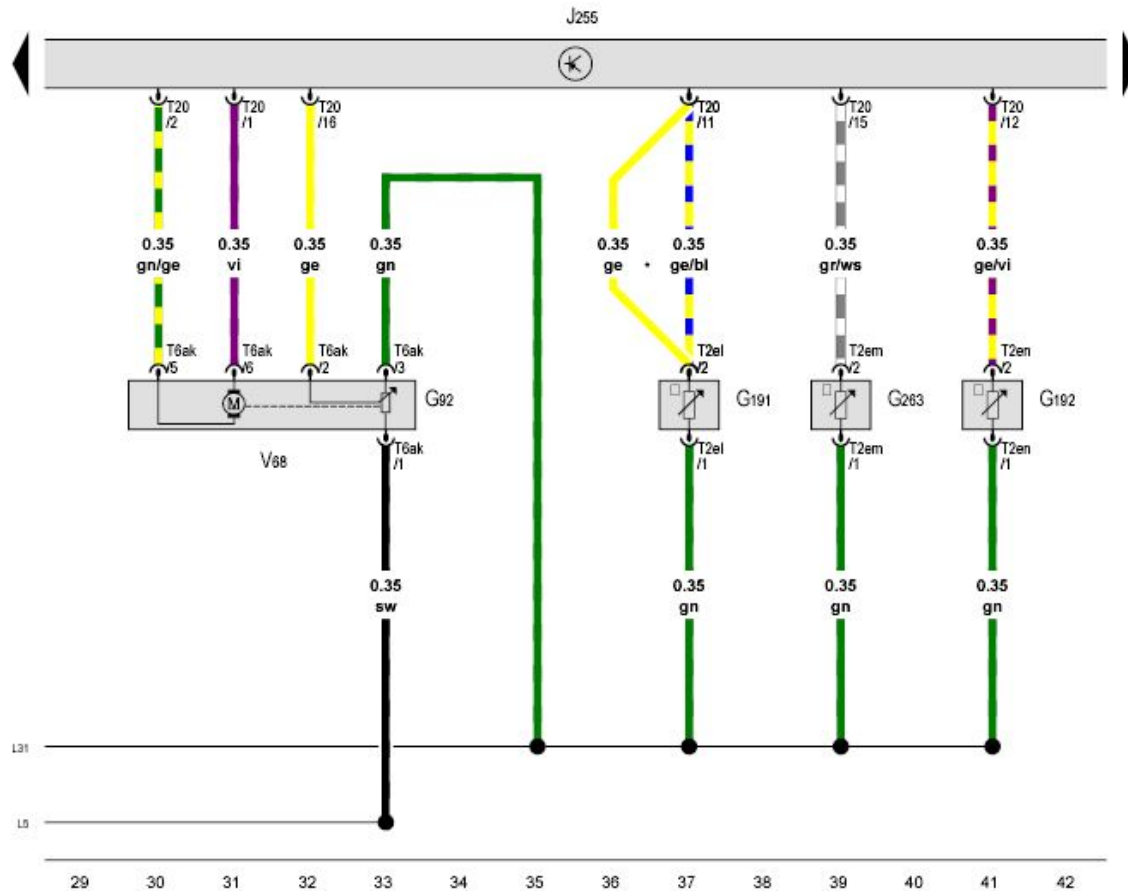 J255
T20 T20 T20 T20 T20 T20
/2 /1 /16 /11 /15 /12
0.35 0.35 0.35 0.35 0.35 0.35 0.35 0.35
gn/ge vi ge gn ge * ge/bl gr/ws ge/vi
T6ak T6ak T6ak T6ak T2el T2em T2en
/5 /6 /2 /3 /2 /2 /2
M G92 G191 G263 G192
V68
T6ak T2el T2em T2en
/1 /1 /1 /1
0.35 0.35 0.35 0.35
sw gn gn gn
L31
L5
29 30 31 32 33 34 35 36 37 38 39 40 41 42